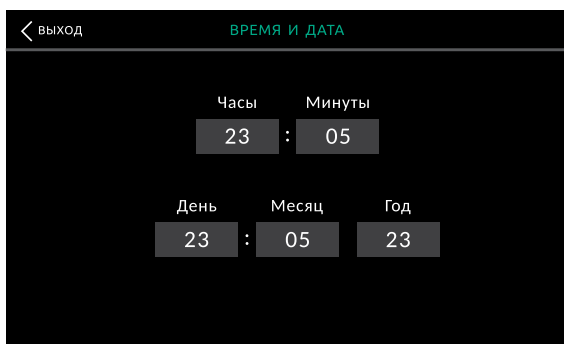 ВЫХОД ВРЕМЯ И ДАТА
Часы Минуты
23 : 05
День Месяц Год
23 : 05 23